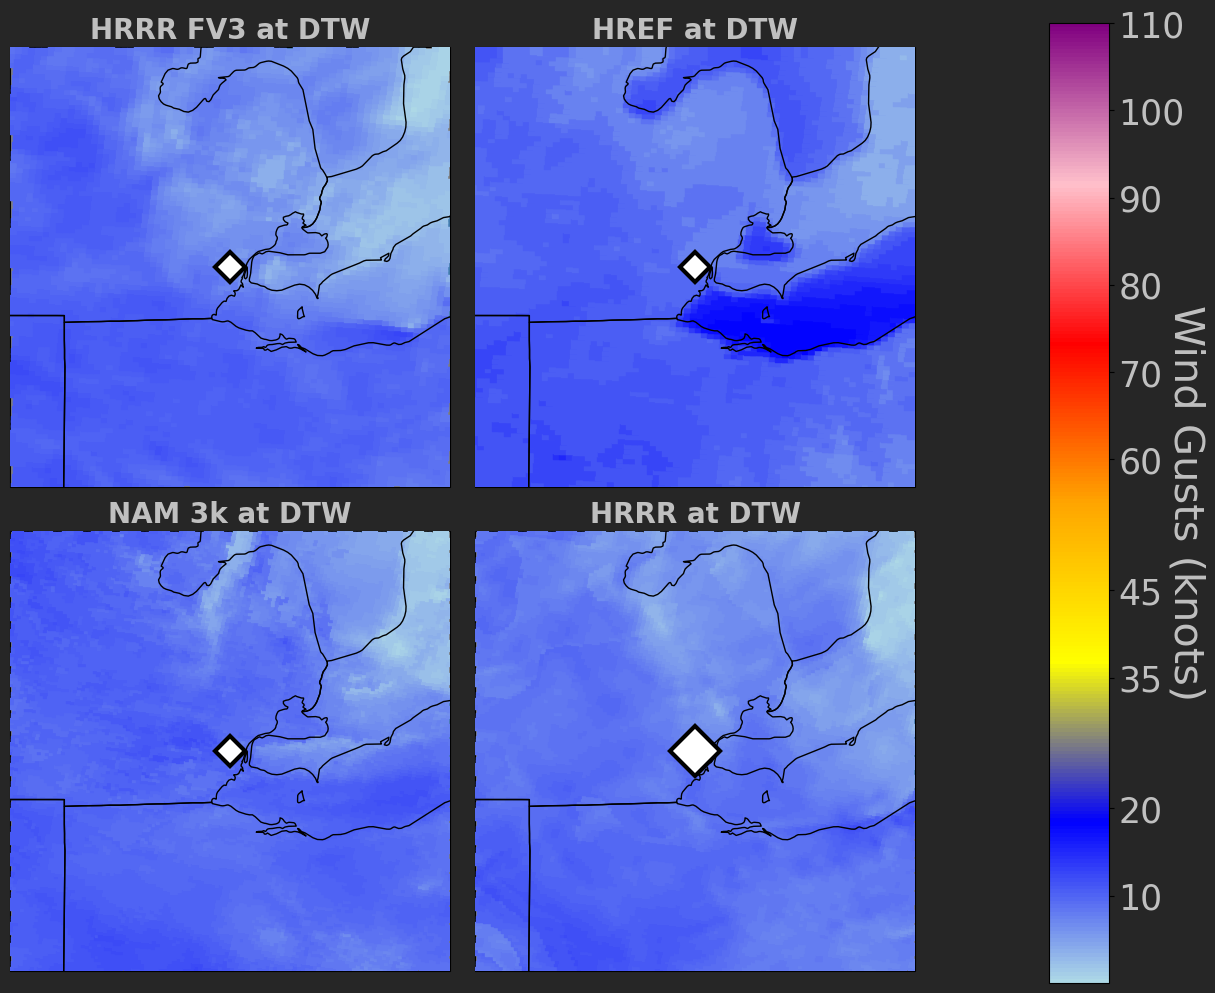 HRRR FV3 at DTW
HREF at DTW
NAM 3k at DTW
HRRR at DTW
110
100
90
80
70
60
45
35
20
10
Wind Gusts (knots)